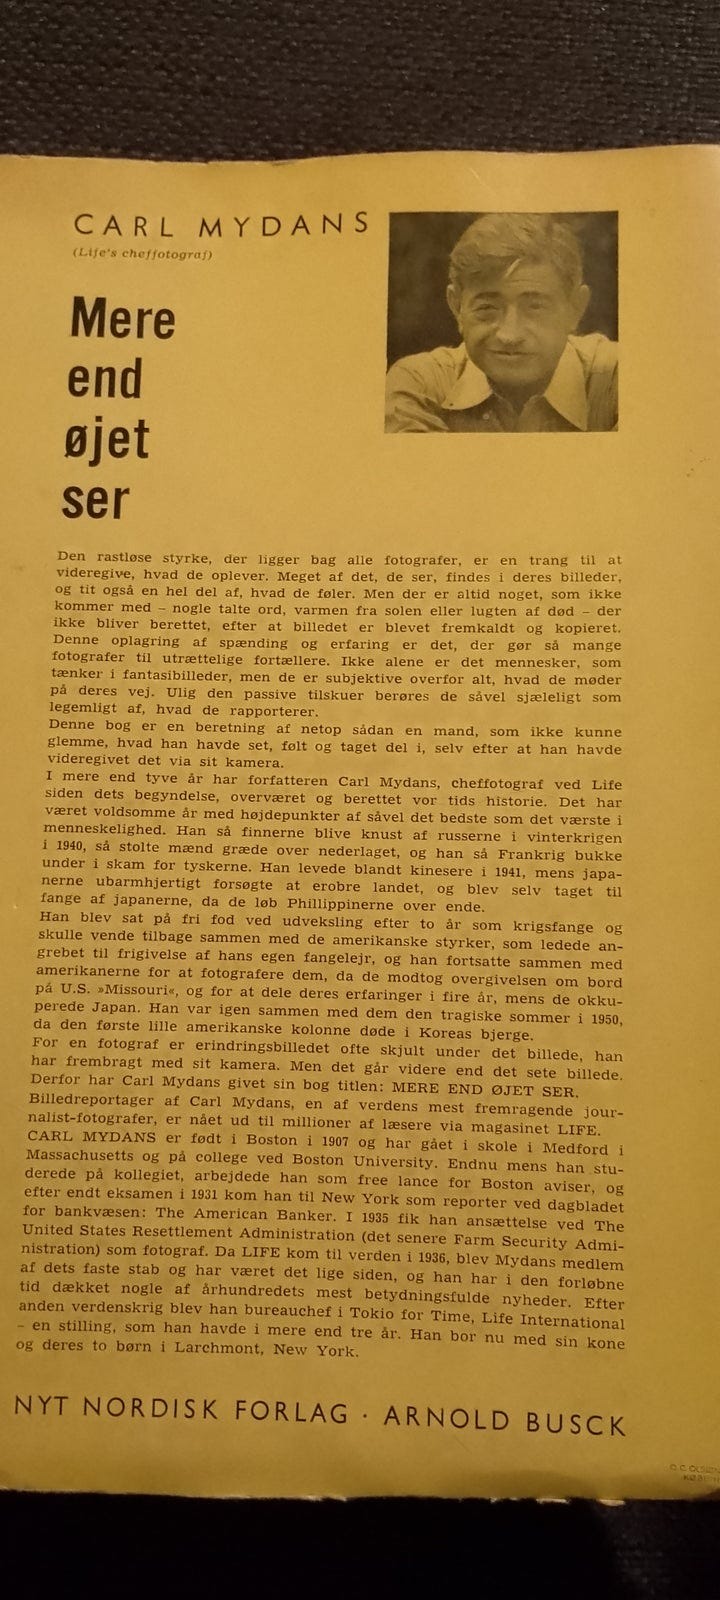 CARL MYDANS
(Life's cheffotograf)
Mere
end
øjet
ser
Den rastløse styrke, der ligger bag alle fotografer, er en trang til at
videregive, hvad de oplever. Meget af det, de ser, findes i deres billeder,
og tit også en hel del af, hvad de føler. Men der er altid noget, som ikke
kommer med – nogle talte ord, varmen fra solen eller lugten af død – der
ikke bliver berettet, efter at billedet er blevet fremkaldt og kopieret.
Denne oplagring af spænding og erfaring er det, der gør så mange
fotografer til utrættelige fortællere. Ikke alene er det mennesker, som
tænker i fantasibilleder, men de er subjektive overfor alt, hvad de møder
på deres vej. Ulig den passive tilskuer berøres de såvel sjæleligt som
legemligt af, hvad de rapporterer.
Denne bog er en beretning af netop sådan en mand, som ikke kunne
glemme, hvad han havde set, følt og taget del i, selv efter at han havde
videregivet det via sit kamera.
I mere end tyve år har forfatteren Carl Mydans, cheffotograf ved Life
siden dets begyndelse, overværet og berettet vor tids historie. Det har
været voldsomme år med højdepunkter af såvel det bedste som det værste i
menneskelighed. Han så finnerne blive knust af russerne i vinterkrigen
i 1940, så stolte mænd græde over nederlaget, og han så Frankrig bukke
under i skam for tyskerne. Han levede blandt kinesere i 1941, mens japa-
nerne ubarmhjertigt forsøgte at erobre landet, og blev selv taget til
fange af japanerne, da de løb Phillippinerne over ende.
Han blev sat på fri fod ved udveksling efter to år som krigsfange og
skulle vende tilbage sammen med de amerikanske styrker, som ledede an-
grebet til frigivelse af hans egen fangelejr, og han fortsatte sammen med
amerikanerne for at fotografere dem, da de modtog overgivelsen om bord
på U.S. »Missouri«, og for at dele deres erfaringer i fire år, mens de okku-
perede Japan. Han var igen sammen med dem den tragiske sommer i 1950,
da den første lille amerikanske kolonne døde i Koreas bjerge.
For en fotograf er erindringsbilledet ofte skjult under det billede, han
har frembragt med sit kamera. Men det går videre end det sete billede.
Derfor har Carl Mydans givet sin bog titlen: MERE END ØJET SER.
Billedreportager af Carl Mydans, en af verdens mest fremragende jour-
nalist-fotografer, er nået ud til millioner af læsere via magasinet LIFE.
CARL MYDANS er født i Boston i 1907 og har gået i skole i Medford i
Massachusetts og på college ved Boston University. Endnu mens han stu-
derede på kollegiet, arbejdede han som free lance for Boston aviser, og
efter endt eksamen i 1931 kom han til New York som reporter ved dagbladet
for bankvæsen: The American Banker. I 1935 fik han ansættelse ved The
United States Resettlement Administration (det senere Farm Security Admi-
nistration) som fotograf. Da LIFE kom til verden i 1936, blev Mydans medlem
af dets faste stab og har været det lige siden, og han har i den forløbne
tid dækket nogle af århundredets mest betydningsfulde nyheder. Efter
anden verdenskrig blev han bureauchef i Tokio for Time, Life International
– en stilling, som han havde i mere end tre år. Han bor nu med sin kone
og deres to børn i Larchmont, New York.
NYT NORDISK FORLAG · ARNOLD BUSCK